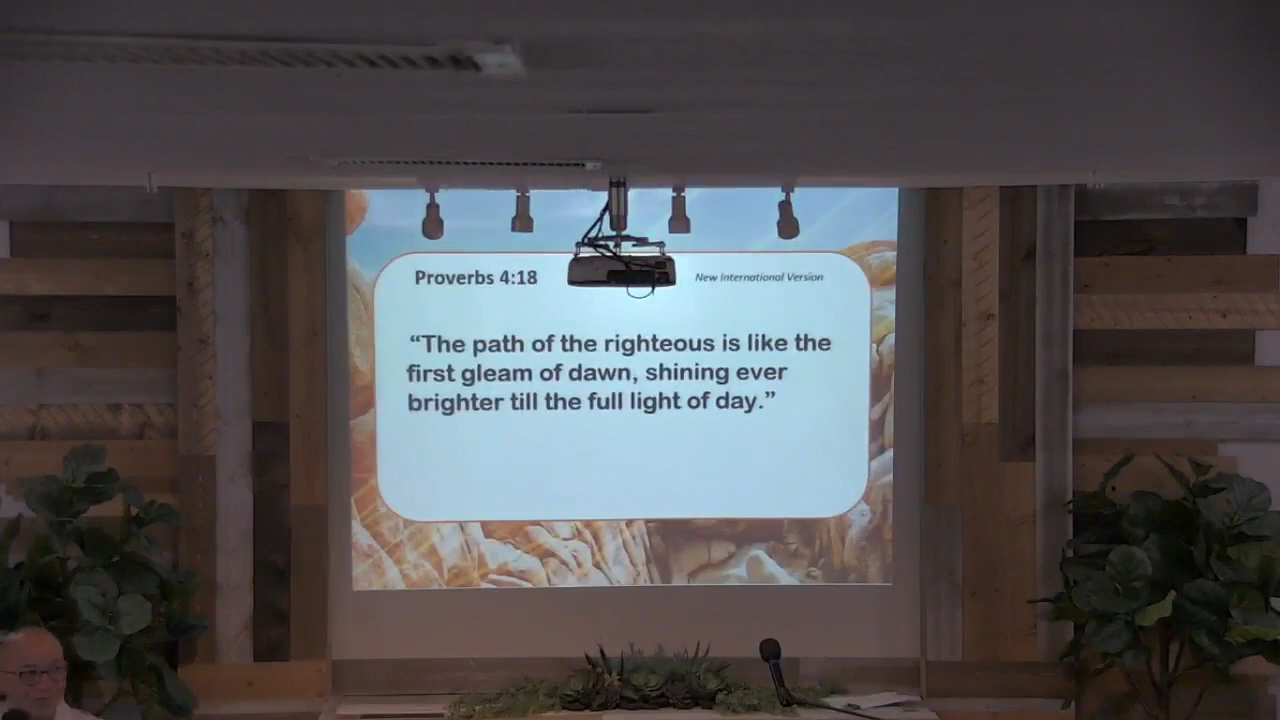 Proverbs 4:18
New International Version
“The path of the righteous is like the
first gleam of dawn, shining ever
brighter till the full light of day.”